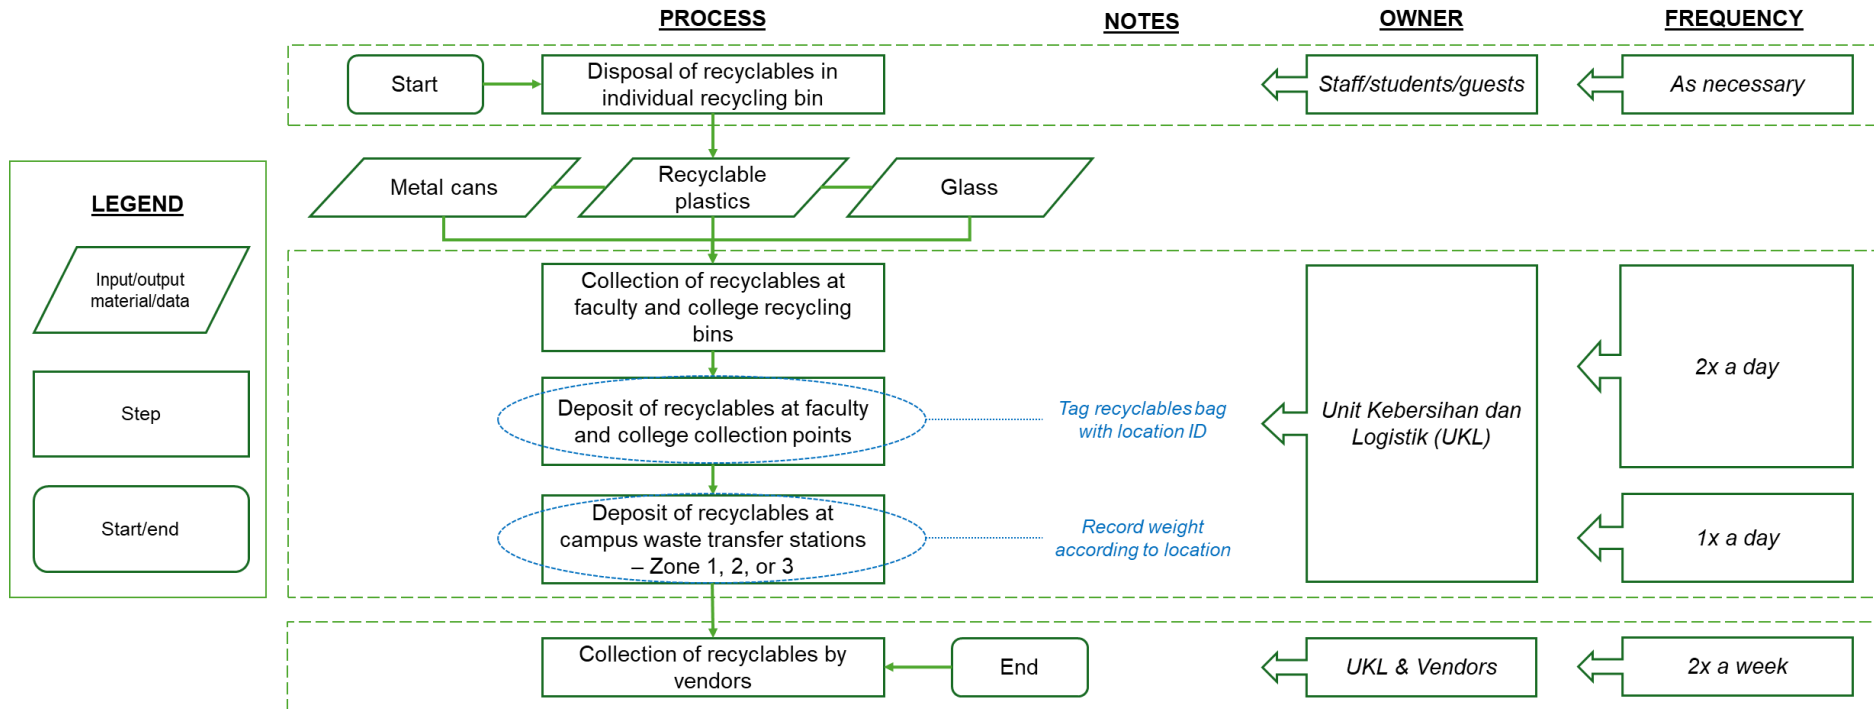 PROCESS
NOTES
OWNER
FREQUENCY
Start
Disposal of recyclables in
individual recycling bin
Staff/students/guests
As necessary
LEGEND
Input/output
material/data
Step
Start/end
Metal cans
Recyclable
plastics
Glass
Collection of recyclables at
faculty and college recycling
bins
Deposit of recyclables at faculty
and college collection points
Tag recyclables bag
with location ID
Deposit of recyclables at
campus waste transfer stations
– Zone 1, 2, or 3
Record weight
according to location
Unit Kebersihan dan
Logistik (UKL)
2x a day
1x a day
Collection of recyclables by
vendors
End
UKL & Vendors
2x a week